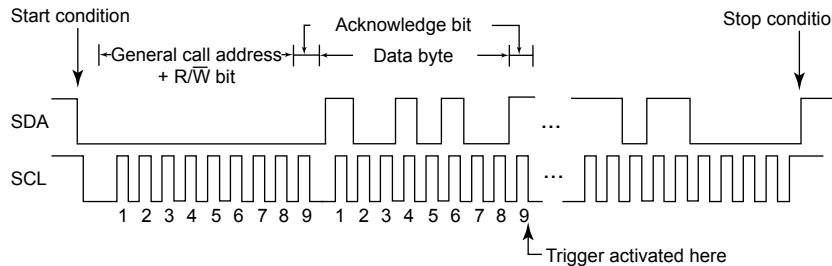 Start condition
Acknowledge bit
Stop condition
General call address
+ R/W̅ bit
Data byte
SDA
...
SCL
...
1 2 3 4 5 6 7 8 9 1 2 3 4 5 6 7 8 9
Trigger activated here